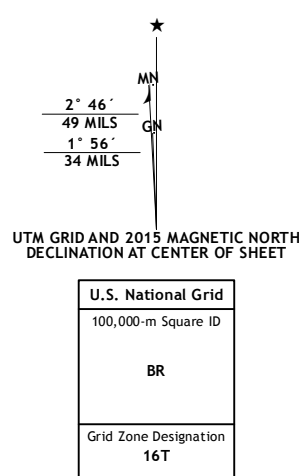 ★
MN
2° 46´
49 MILS
GN
1° 56´
34 MILS
UTM GRID AND 2015 MAGNETIC NORTH
DECLINATION AT CENTER OF SHEET
U.S. National Grid
100,000-m Square ID
BR
Grid Zone Designation
16T